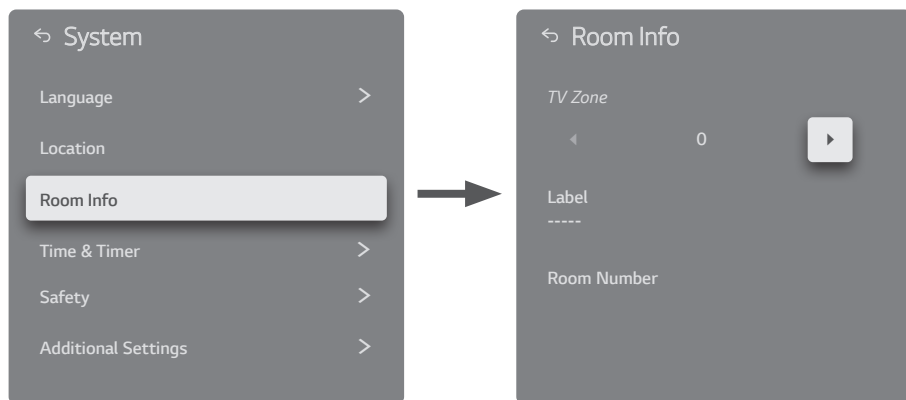 System
Language
Location
Room Info
Time & Timer
Safety
Additional Settings
Room Info
TV Zone
0
Label
-----
Room Number